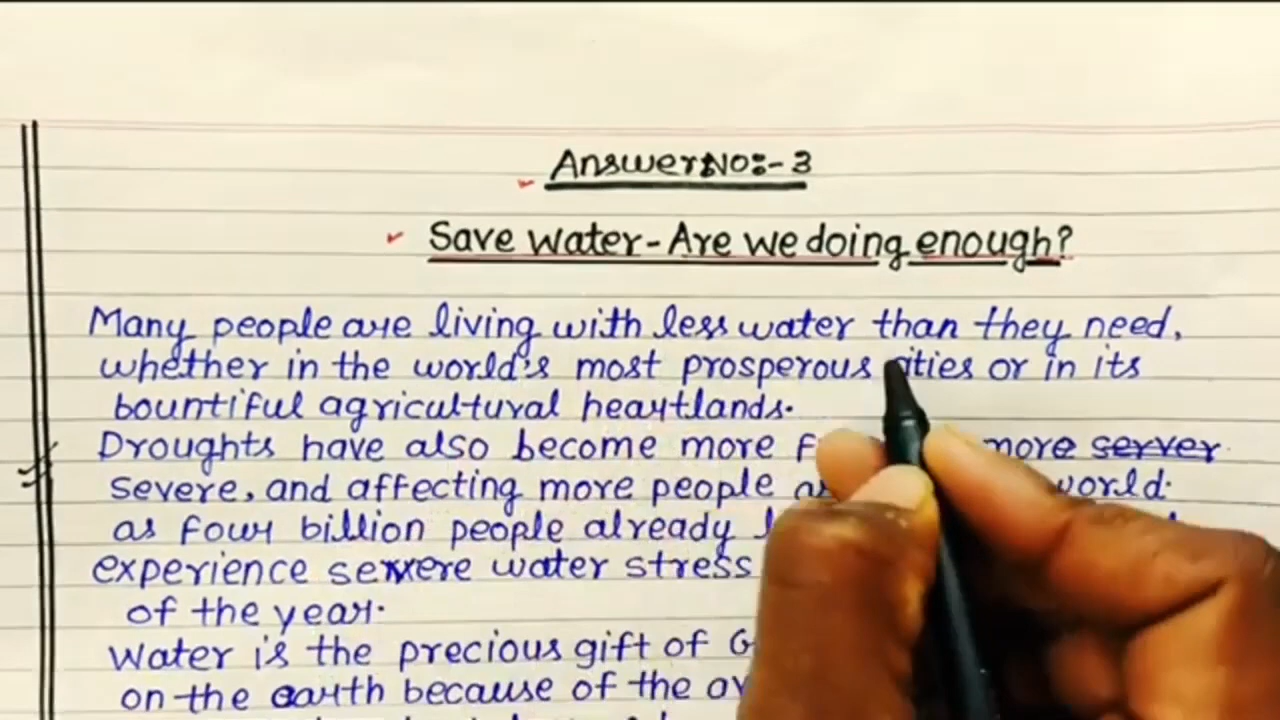 Answer No:- 3
Save Water - Are we doing enough?
Many people are living with less water than they need,
whether in the world's most prosperous cities or in its
bountiful agricultural heartlands.
Droughts have also become more more server
severe, and affecting more people world.
as four billion people already
experience severe water stress
of the year.
Water is the precious gift of
on the earth because of the